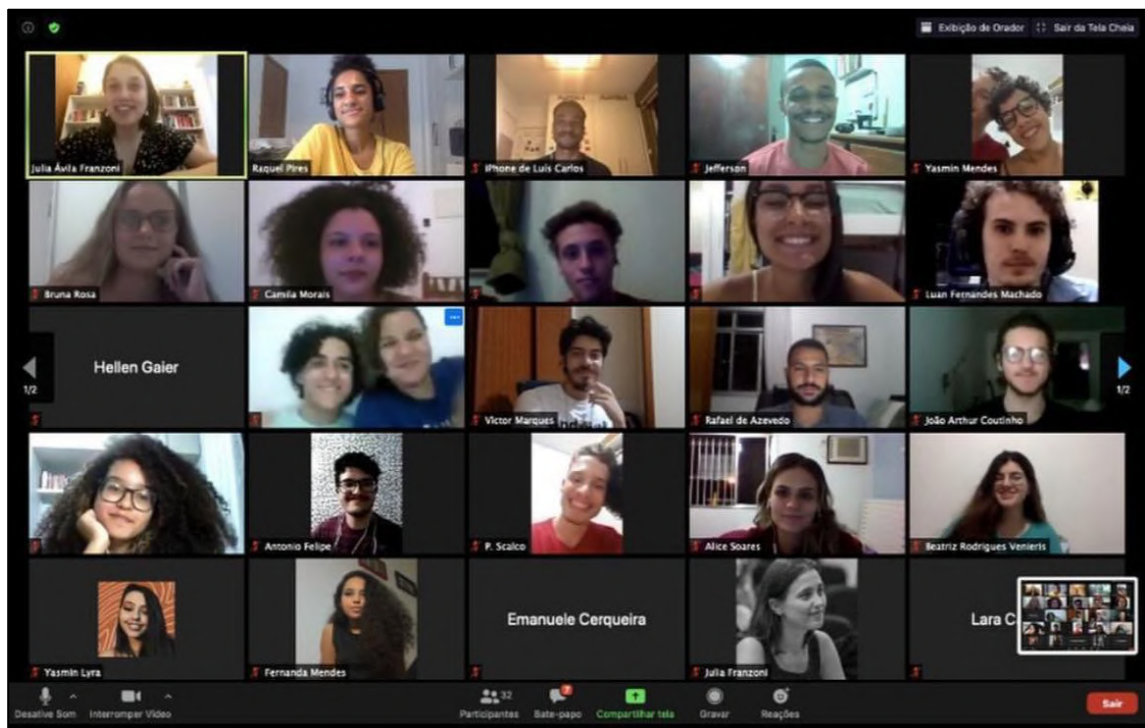 Exibição de Orador
Sair da Tela Cheia
Julia Ávila Franzoni
Raquel Pires
iPhone de Luís Carlos
Jefferson
Yasmin Mendes
Bruna Rosa
Camila Morais
Luan Fernandes Machado
Hellen Gaier
1/2
1/2
Victor Marques
Rafael de Azevedo
João Arthur Coutinho
Antonio Felipe
P. Scalco
Alice Soares
Beatriz Rodrigues Venieris
Emanuele Cerqueira
Lara C
Yasmin Lyra
Fernanda Mendes
Julia Franzoni
32
7
Desative Som
Interromper Vídeo
Participantes
Bate-papo
Compartilhar tela
Gravar
Reações
Sair